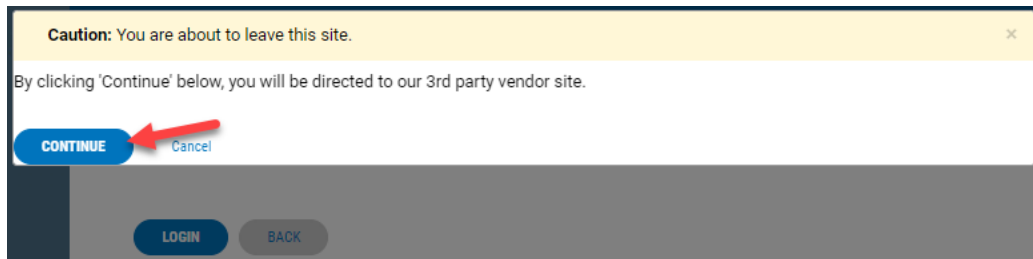 Caution: You are about to leave this site.
×
By clicking 'Continue' below, you will be directed to our 3rd party vendor site.
CONTINUE Cancel
LOGIN BACK